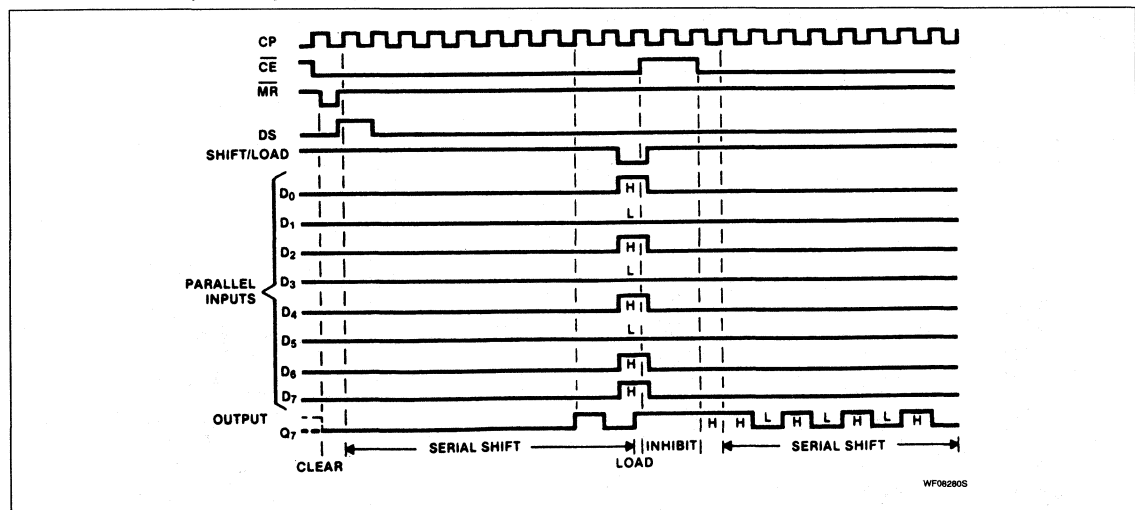 CP
CE
MR
DS
SHIFT/LOAD
D0
H
D1
L
D2
H
D3
L
PARALLEL
INPUTS
D4
H
D5
L
D6
H
D7
H
OUTPUT
Q7
H H L H L H L H
SERIAL SHIFT INHIBIT SERIAL SHIFT
CLEAR LOAD
WF08280S